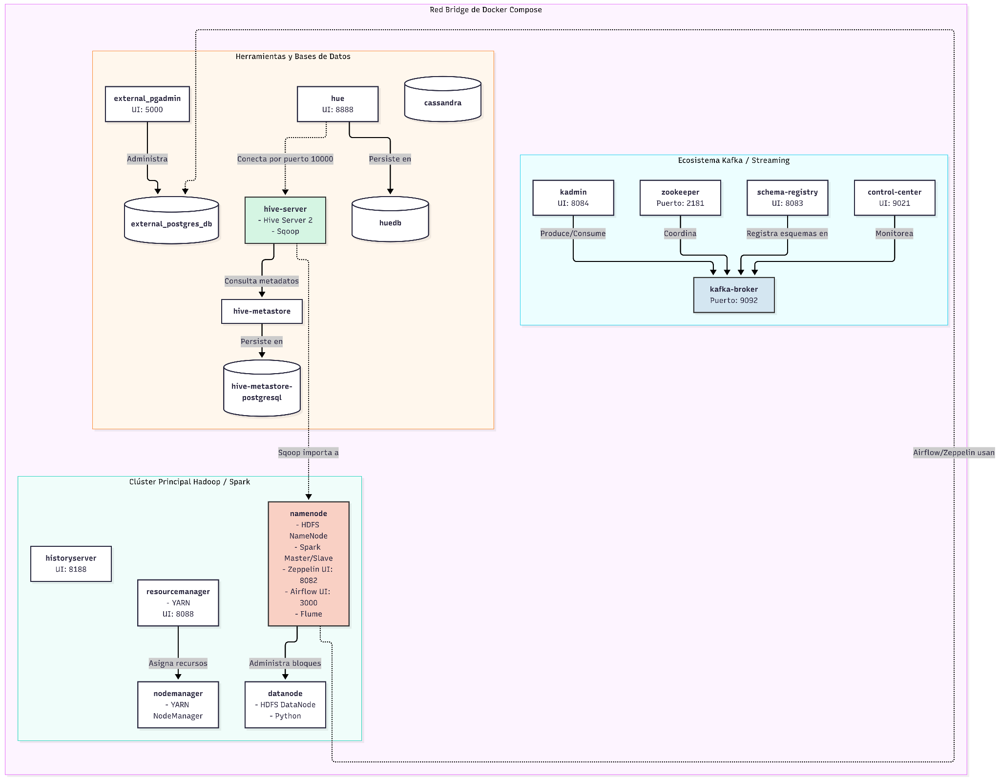 Red Bridge de Docker Compose
Herramientas y Bases de Datos
external_pgadmin
UI: 5000
hue
UI: 8888
cassandra
Administra
Conecta por puerto 10000
Persiste en
external_postgres_db
hive-server
- Hive Server 2
- Sqoop
huedb
Consulta metadatos
hive-metastore
Persiste en
hive-metastore-
postgresql
Ecosistema Kafka / Streaming
kadmin
UI: 8084
zookeeper
Puerto: 2181
schema-registry
UI: 8083
control-center
UI: 9021
Produce/Consume
Coordina
Registra esquemas en
Monitorea
kafka-broker
Puerto: 9092
Sqoop importa a
Airflow/Zeppelin usan
Clúster Principal Hadoop / Spark
historyserver
UI: 8188
resourcemanager
- YARN
UI: 8088
namenode
- HDFS
NameNode
- Spark
Master/Slave
- Zeppelin UI:
8082
- Airflow UI:
3000
- Flume
Asigna recursos
Administra bloques
nodemanager
- YARN
NodeManager
datanode
- HDFS DataNode
- Python